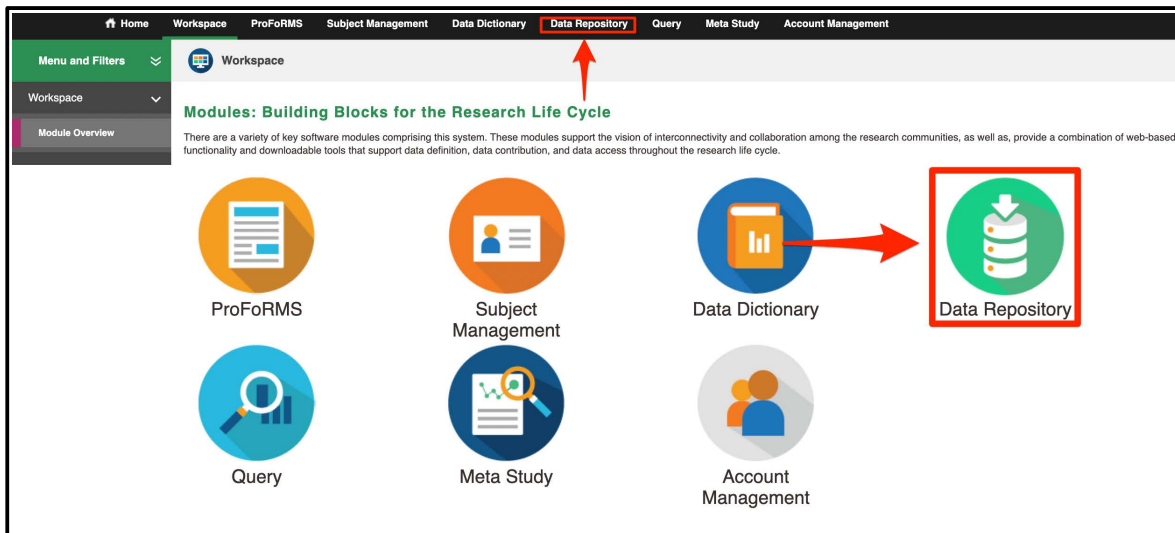 Home Workspace ProFoRMS Subject Management Data Dictionary Data Repository Query Meta Study Account Management
Menu and Filters
Workspace
Workspace
Module Overview
Modules: Building Blocks for the Research Life Cycle
There are a variety of key software modules comprising this system. These modules support the vision of interconnectivity and collaboration among the research communities, as well as, provide a combination of web-based
functionality and downloadable tools that support data definition, data contribution, and data access throughout the research life cycle.
ProFoRMS
Subject
Management
Data Dictionary
Data Repository
Query
Meta Study
Account
Management